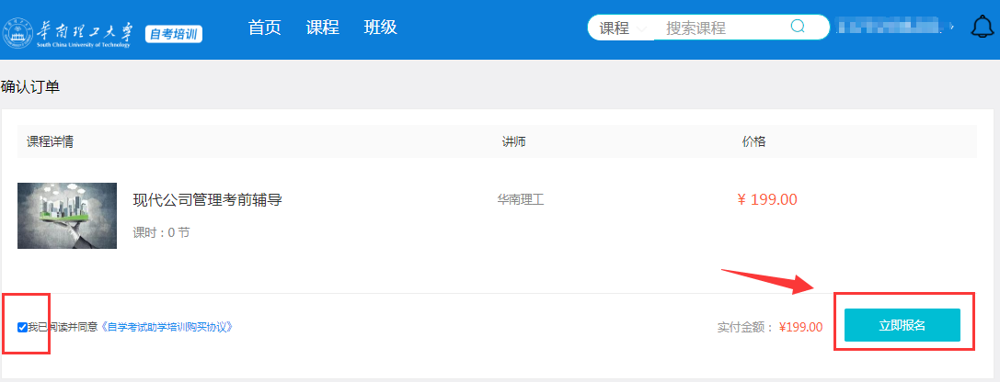 华南理工大学
South China University of Technology
自考培训
首页 课程 班级
课程 搜索课程
确认订单
课程详情 讲师 价格
现代公司管理考前辅导 华南理工 ¥ 199.00
课时：0 节
我已阅读并同意《自学考试助学培训购买协议》 实付金额： ¥199.00 立即报名